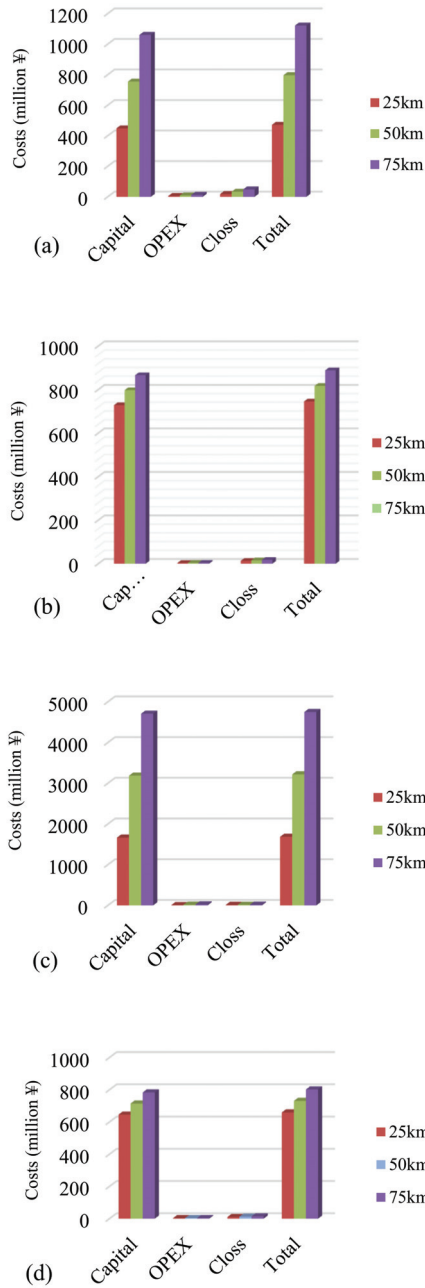 1200
1000
800
600
400
200
0
Costs (million ¥)
Capital
OPEX
Closs
Total
25km
50km
75km
(a)
1000
800
600
400
200
0
Costs (million ¥)
Cap...
OPEX
Closs
Total
25km
50km
75km
(b)
5000
4000
3000
2000
1000
0
Costs (million ¥)
Capital
OPEX
Closs
Total
25km
50km
75km
(c)
1000
800
600
400
200
0
Costs (million ¥)
Capital
OPEX
Closs
Total
25km
50km
75km
(d)